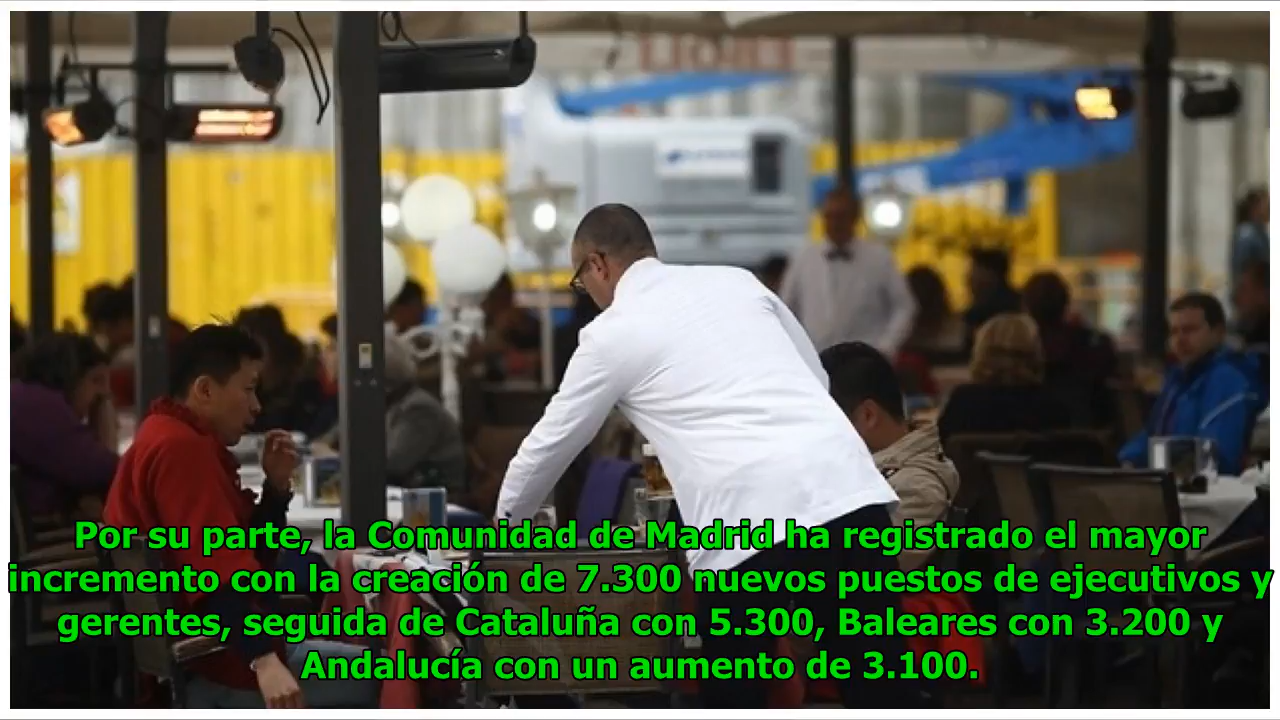 Por su parte, la Comunidad de Madrid ha registrado el mayor
incremento con la creación de 7.300 nuevos puestos de ejecutivos y
gerentes, seguida de Cataluña con 5.300, Baleares con 3.200 y
Andalucía con un aumento de 3.100.